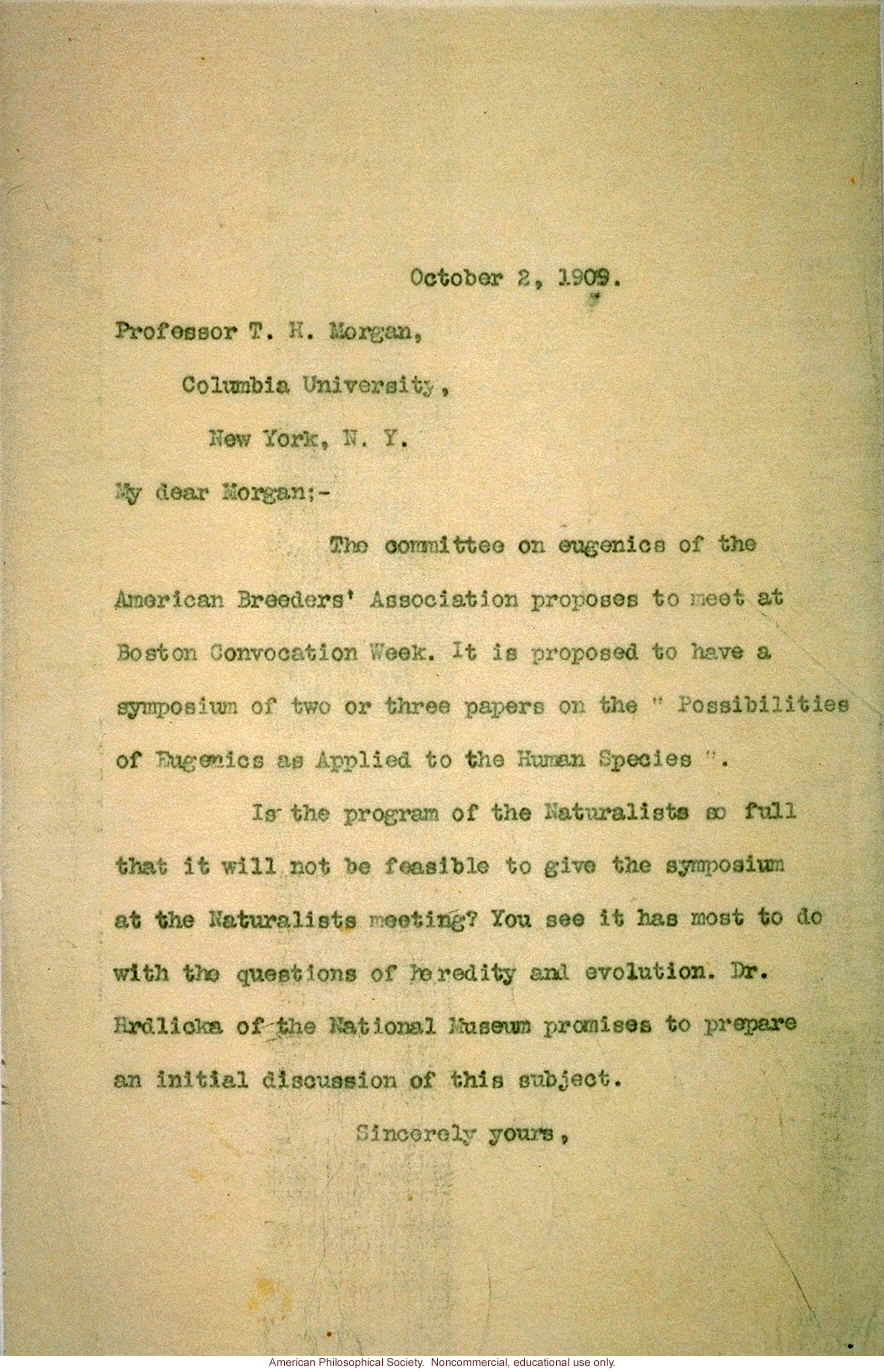 October 2, 1909.
Professor T. H. Morgan,
Columbia University,
New York, N. Y.
My dear Morgan;-
The committee on eugenics of the
American Breeders' Association proposes to meet at
Boston Convocation Week. It is proposed to have a
symposium of two or three papers on the " Possibilities
of Eugenics as Applied to the Human Species ".
Is the program of the Naturalists so full
that it will not be feasible to give the symposium
at the Naturalists meeting? You see it has most to do
with the questions of heredity and evolution. Dr.
Hrdlicka of the National Museum promises to prepare
an initial discussion of this subject.
Sincerely yours,
American Philosophical Society. Noncommercial, educational use only.